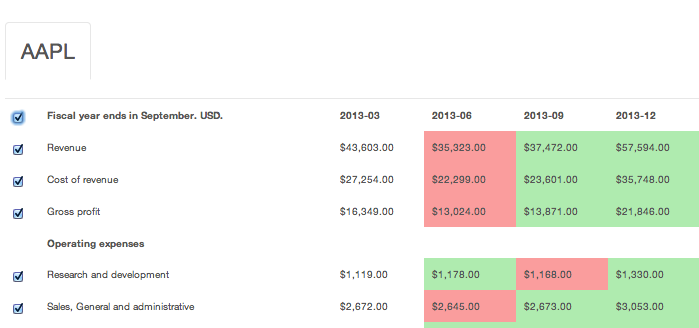 AAPL
Fiscal year ends in September. USD. 2013-03 2013-06 2013-09 2013-12
Revenue $43,603.00 $35,323.00 $37,472.00 $57,594.00
Cost of revenue $27,254.00 $22,299.00 $23,601.00 $35,748.00
Gross profit $16,349.00 $13,024.00 $13,871.00 $21,846.00
Operating expenses
Research and development $1,119.00 $1,178.00 $1,168.00 $1,330.00
Sales, General and administrative $2,672.00 $2,645.00 $2,673.00 $3,053.00